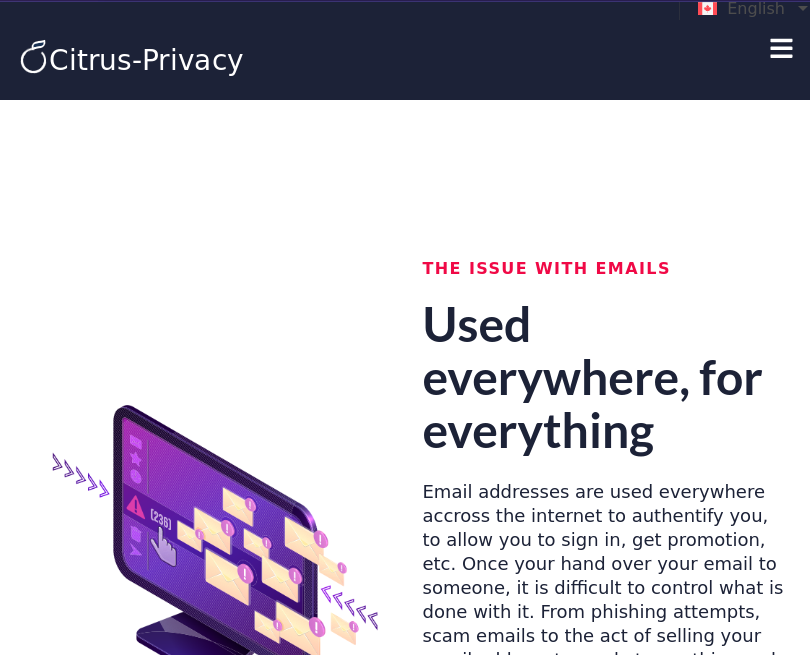 English
Citrus-Privacy
THE ISSUE WITH EMAILS
Used
everywhere, for
everything
Email addresses are used everywhere
accross the internet to authentify you,
to allow you to sign in, get promotion,
etc. Once your hand over your email to
someone, it is difficult to control what is
done with it. From phishing attempts,
scam emails to the act of selling your
(236)